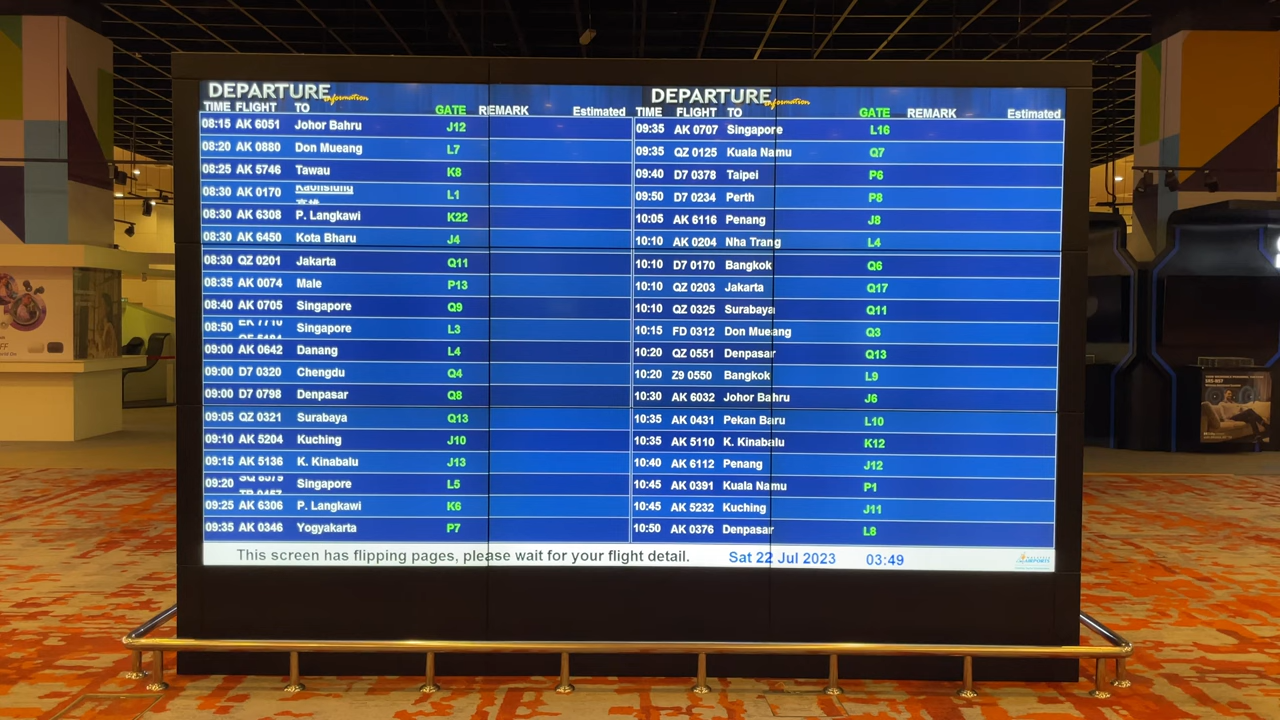 DEPARTURE information
TIME FLIGHT TO GATE REMARK Estimated
08:15 AK 6051 Johor Bahru J12
08:20 AK 0880 Don Mueang L7
08:25 AK 5746 Tawau K8
08:30 AK 0170 Kaohsiung L1
08:30 AK 6308 P. Langkawi K22
08:30 AK 6450 Kota Bharu J4
08:30 QZ 0201 Jakarta Q11
08:35 AK 0074 Male P13
08:40 AK 0705 Singapore Q9
08:50 Singapore L3
09:00 AK 0642 Danang L4
09:00 D7 0320 Chengdu Q4
09:00 D7 0798 Denpasar Q8
09:05 QZ 0321 Surabaya Q13
09:10 AK 5204 Kuching J10
09:15 AK 5136 K. Kinabalu J13
09:20 Singapore L5
09:25 AK 6306 P. Langkawi K6
09:35 AK 0346 Yogyakarta P7
DEPARTURE information
TIME FLIGHT TO GATE REMARK Estimated
09:35 AK 0707 Singapore L16
09:35 QZ 0125 Kuala Namu Q7
09:40 D7 0378 Taipei P6
09:50 D7 0234 Perth P8
10:05 AK 6116 Penang J8
10:10 AK 0204 Nha Trang L4
10:10 D7 0170 Bangkok Q6
10:10 QZ 0203 Jakarta Q17
10:10 QZ 0325 Surabaya Q11
10:15 FD 0312 Don Mueang Q3
10:20 QZ 0551 Denpasar Q13
10:20 Z9 0550 Bangkok L9
10:30 AK 6032 Johor Bahru J6
10:35 AK 0431 Pekan Baru L10
10:35 AK 5110 K. Kinabalu K12
10:40 AK 6112 Penang J12
10:45 AK 0391 Kuala Namu P1
10:45 AK 5232 Kuching J11
10:50 AK 0376 Denpasar L8
This screen has flipping pages, please wait for your flight detail. Sat 22 Jul 2023 03:49